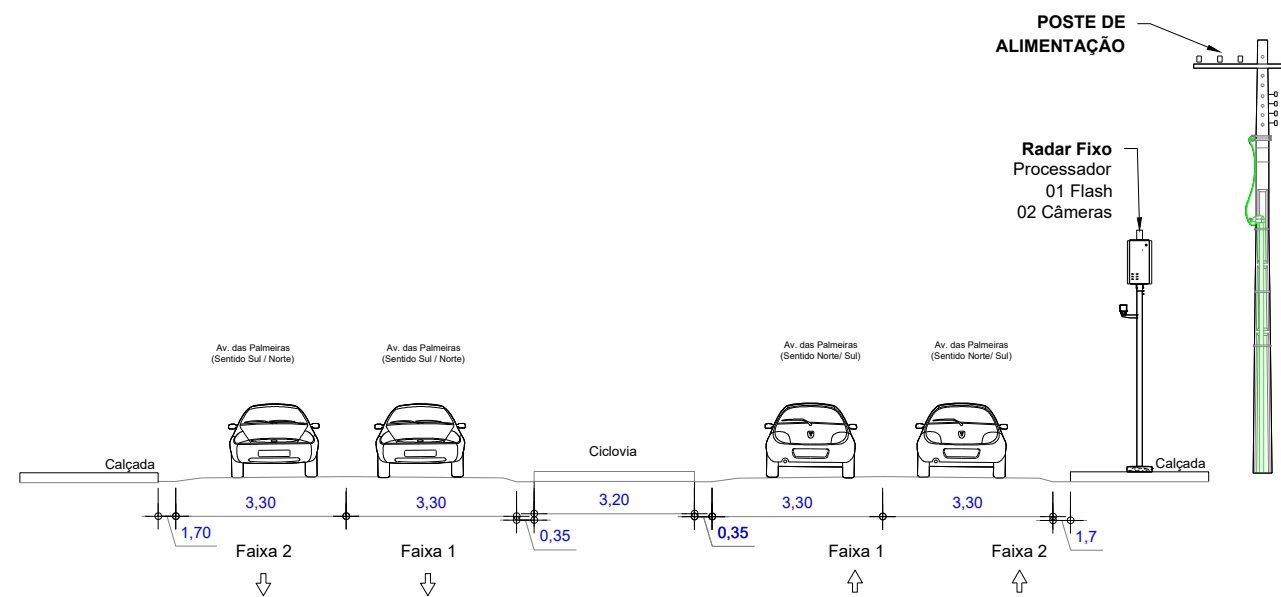 POSTE DE
ALIMENTAÇÃO
Radar Fixo
Processador
01 Flash
02 Câmeras
Av. das Palmeiras
(Sentido Sul / Norte)
Av. das Palmeiras
(Sentido Sul / Norte)
Av. das Palmeiras
(Sentido Norte/ Sul)
Av. das Palmeiras
(Sentido Norte/ Sul)
Calçada
Ciclovia
Calçada
3,30
3,30
3,20
3,30
3,30
1,70
0,35
0,35
1,7
Faixa 2
Faixa 1
Faixa 1
Faixa 2